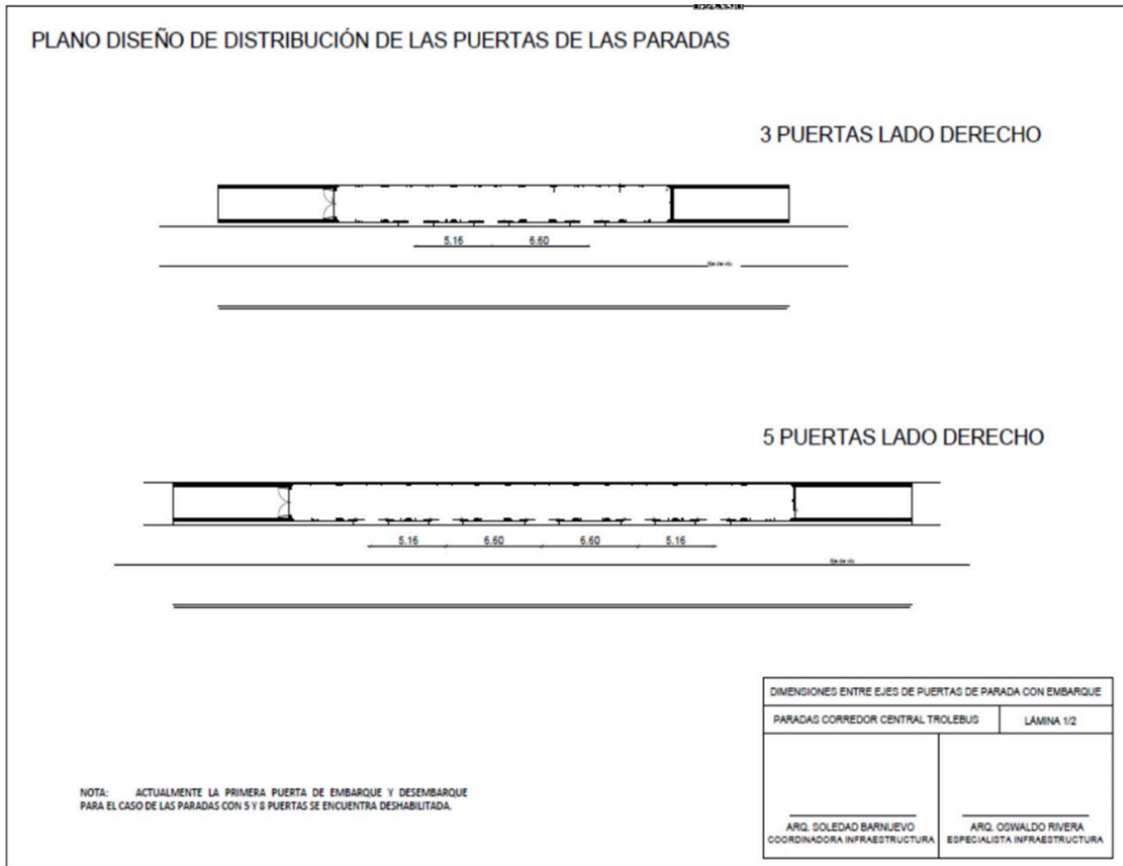 PLANO DISEÑO DE DISTRIBUCIÓN DE LAS PUERTAS DE LAS PARADAS
3 PUERTAS LADO DERECHO
5.16 6.60
5 PUERTAS LADO DERECHO
5.16 6.60 6.60 5.16
DIMENSIONES ENTRE EJES DE PUERTAS DE PARADA CON EMBARQUE
PARADAS CORREDOR CENTRAL TROLEBUS LÁMINA 1/2
NOTA: ACTUALMENTE LA PRIMERA PUERTA DE EMBARQUE Y DESEMBARQUE
PARA EL CASO DE LAS PARADAS CON 5 Y 8 PUERTAS SE ENCUENTRA DESHABILITADA.
ARQ. SOLEDAD BARNUEVO
COORDINADORA INFRAESTRUCTURA
ARQ. OSWALDO RIVERA
ESPECIALISTA INFRAESTRUCTURA